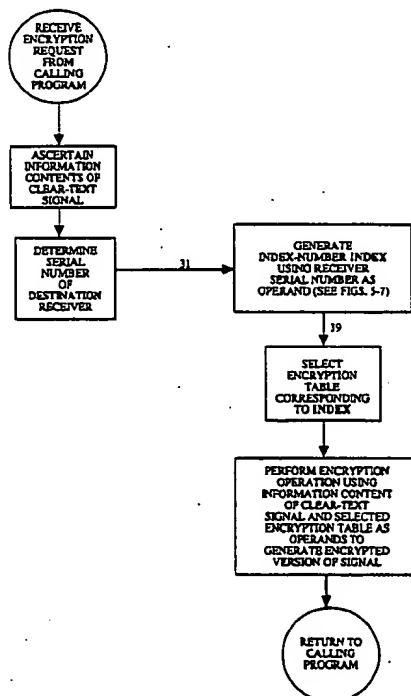 RECEIVE
ENCRYPTION
REQUEST
FROM
CALLING
PROGRAM
ASCERTAIN
INFORMATION
CONTENTS OF
CLEAR-TEXT
SIGNAL
DETERMINE
SERIAL
NUMBER
OF
DESTINATION
RECEIVER
31
GENERATE
INDEX-NUMBER INDEX
USING RECEIVER
SERIAL NUMBER AS
OPERAND (SEE FIGS. 5-7)
19
SELECT
ENCRYPTION
TABLE
CORRESPONDING
TO INDEX
PERFORM ENCRYPTION
OPERATION USING
INFORMATION CONTENT
OF CLEAR-TEXT
SIGNAL AND SELECTED
ENCRYPTION TABLE AS
OPERANDS TO
GENERATE ENCRYPTED
VERSION OF SIGNAL
RETURN TO
CALLING
PROGRAM